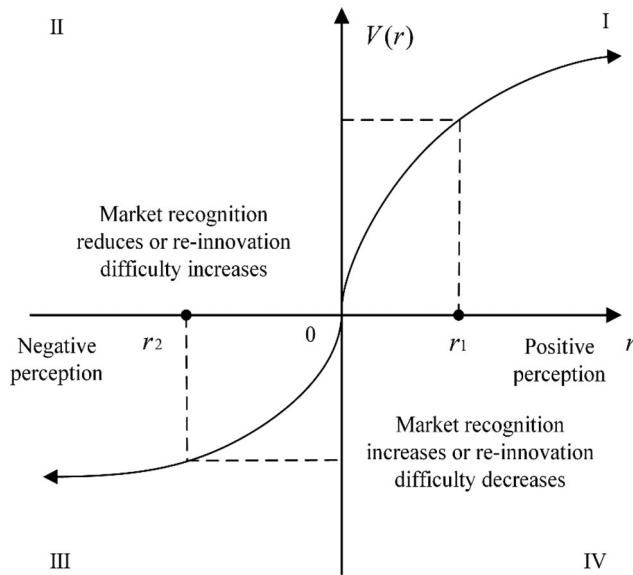 II
I
V(r)
Market recognition
reduces or re-innovation
difficulty increases
0
r2
r1
r
Negative
perception
Positive
perception
Market recognition
increases or re-innovation
difficulty decreases
III
IV